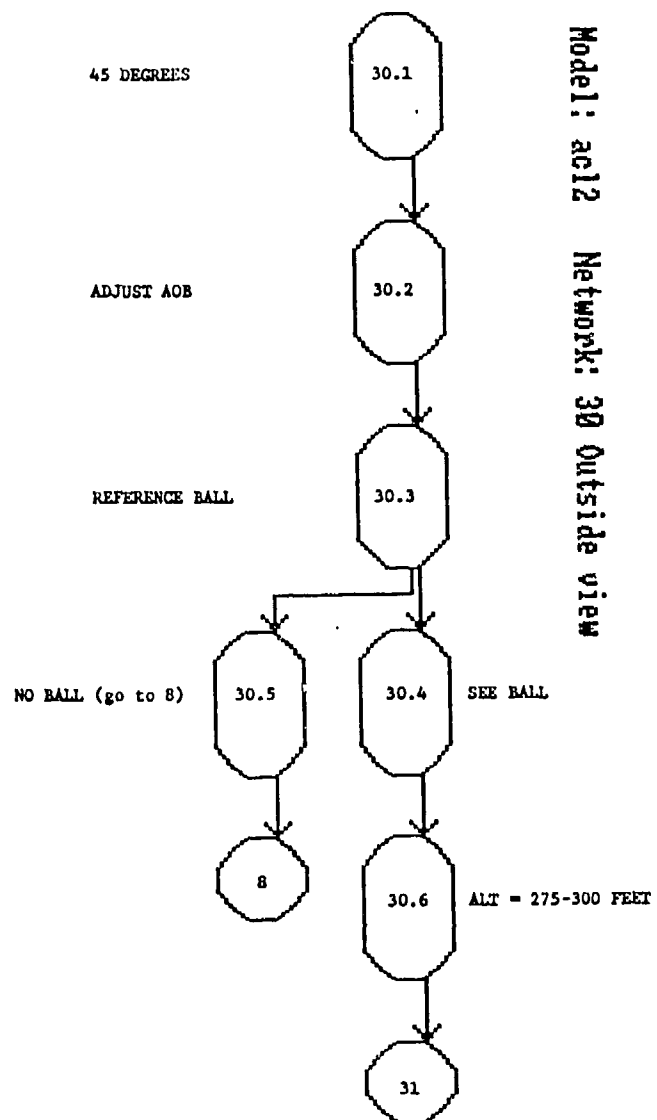 45 DEGREES
30.1
ADJUST AOB
30.2
REFERENCE BALL
30.3
NO BALL (go to 8)
30.5
30.4
SEE BALL
8
30.6
ALT = 275-300 FEET
31
Model: acl2 Network: 30 Outside view